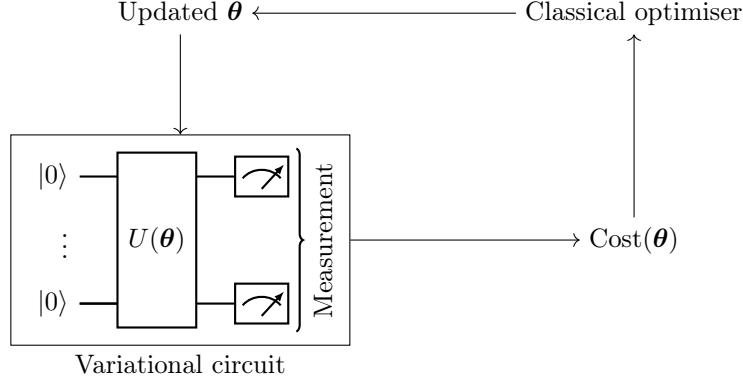 Updated θ
Classical optimiser
|0⟩
⋮
|0⟩
U(θ)
Measurement
Cost(θ)
Variational circuit